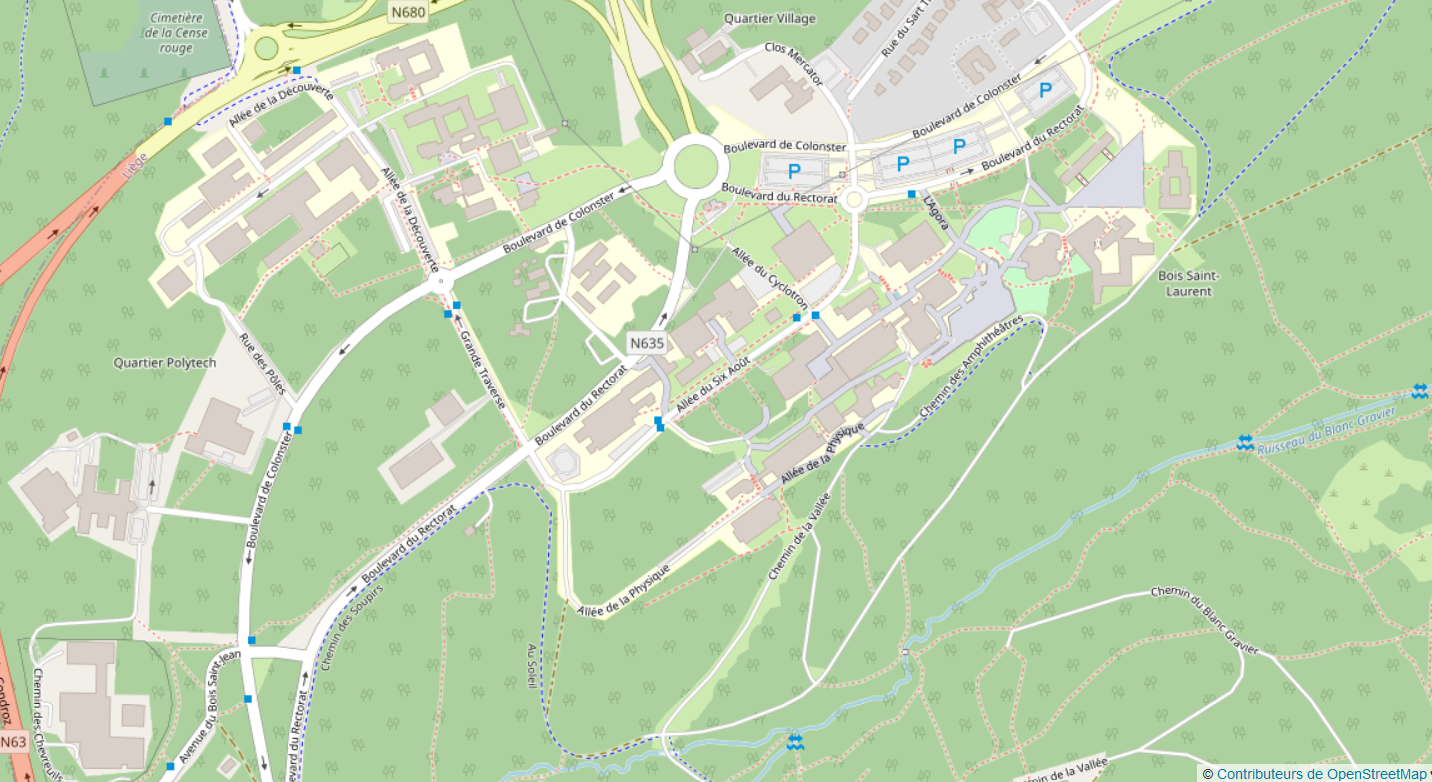 N680
Quartier Village
Cimetière
de la Cense
rouge
Clos Mercator
Rue du Sart T
Allée de la Découverte
Boulevard de Colonster
P
Liège
Boulevard de Colonster
P
P
P
Boulevard du Rectorat
Allée de la Découverte
Boulevard de Colonster
Boulevard du Rectorat
L'Agora
Allée du Cyclotron
Bois Saint-
Laurent
Quartier Polytech
Rue des Pôles
Grande Traverse
N635
Allée du Six Août
Chemin des Amphithéâtres
Boulevard du Rectorat
Ruisseau du Blanc Gravier
Allée de la Physique
Boulevard de Colonster
Boulevard du Rectorat
Chemin de la Vallée
Allée de la Physique
Chemin des Soupirs
Chemin du Blanc Gravier
Au Soleil
Avenue du Bois Saint-Jean
Chemin des Chevreuils
Condroz
N63
levard du Rectorat
min de la Vallée
© Contributeurs de OpenStreetMap